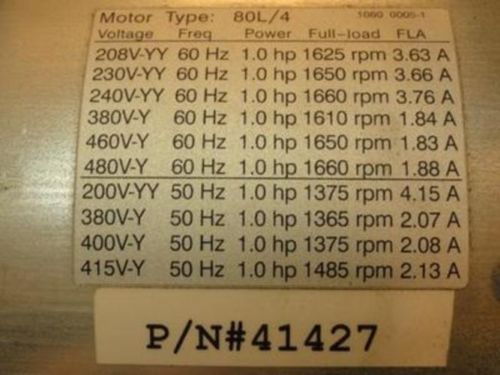 Motor Type: 80L/4 1060 0005-1
Voltage Freq Power Full-load FLA
208V-YY 60 Hz 1.0 hp 1625 rpm 3.63 A
230V-YY 60 Hz 1.0 hp 1650 rpm 3.66 A
240V-YY 60 Hz 1.0 hp 1660 rpm 3.76 A
380V-Y 60 Hz 1.0 hp 1610 rpm 1.84 A
460V-Y 60 Hz 1.0 hp 1650 rpm 1.83 A
480V-Y 60 Hz 1.0 hp 1660 rpm 1.88 A
200V-YY 50 Hz 1.0 hp 1375 rpm 4.15 A
380V-Y 50 Hz 1.0 hp 1365 rpm 2.07 A
400V-Y 50 Hz 1.0 hp 1375 rpm 2.08 A
415V-Y 50 Hz 1.0 hp 1485 rpm 2.13 A
P/N#41427